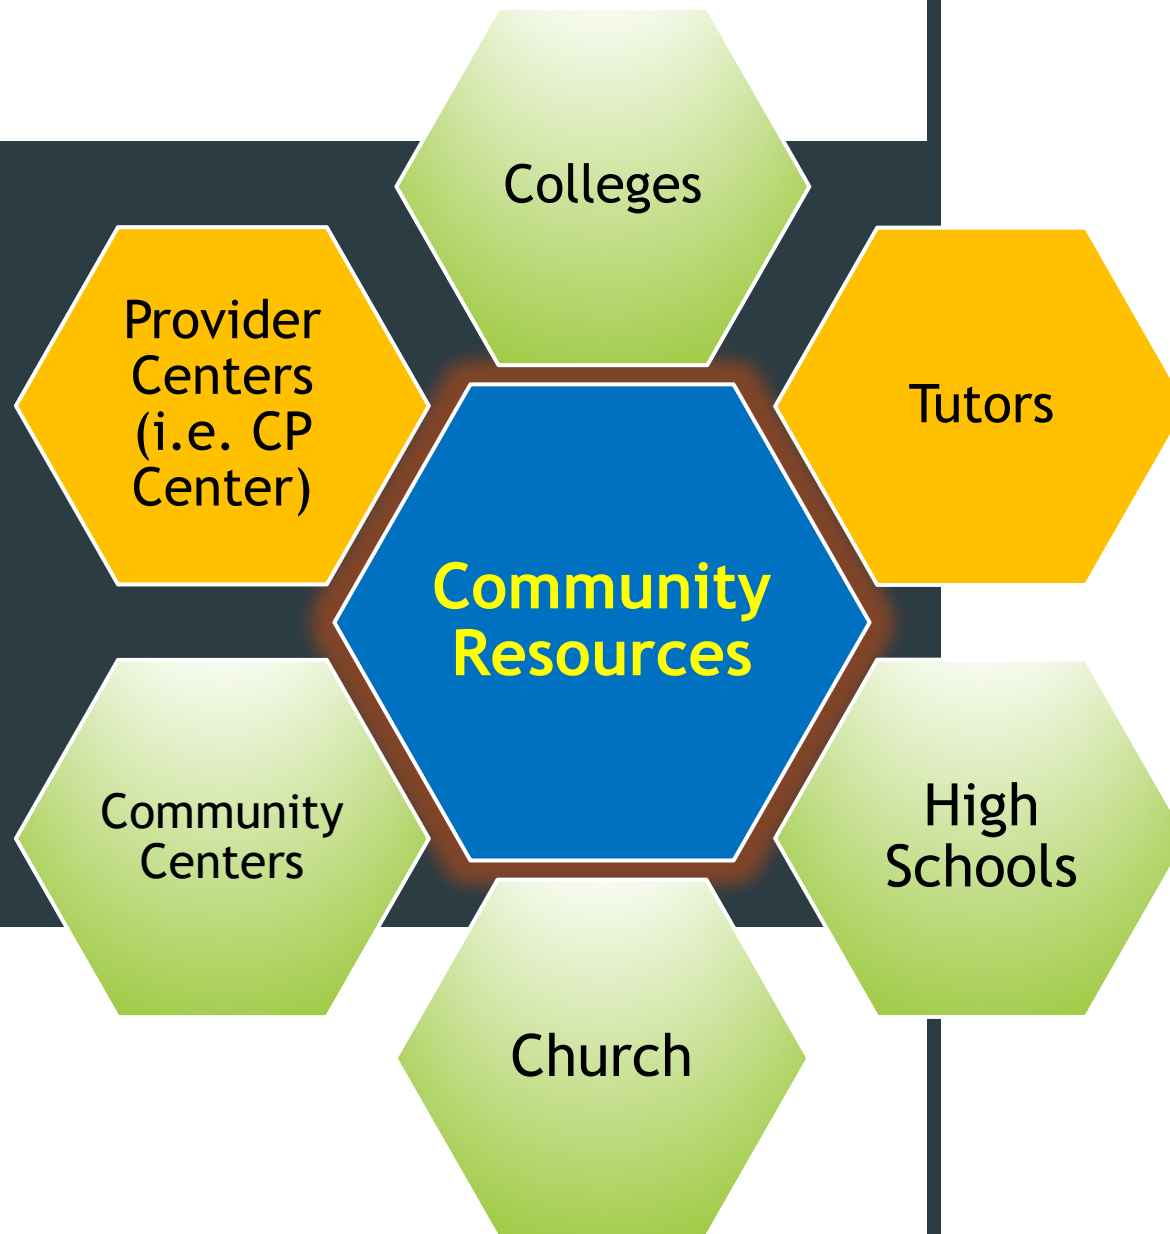 Colleges
Provider
Centers
(i.e. CP
Center)
Tutors
Community
Resources
Community
Centers
High
Schools
Church